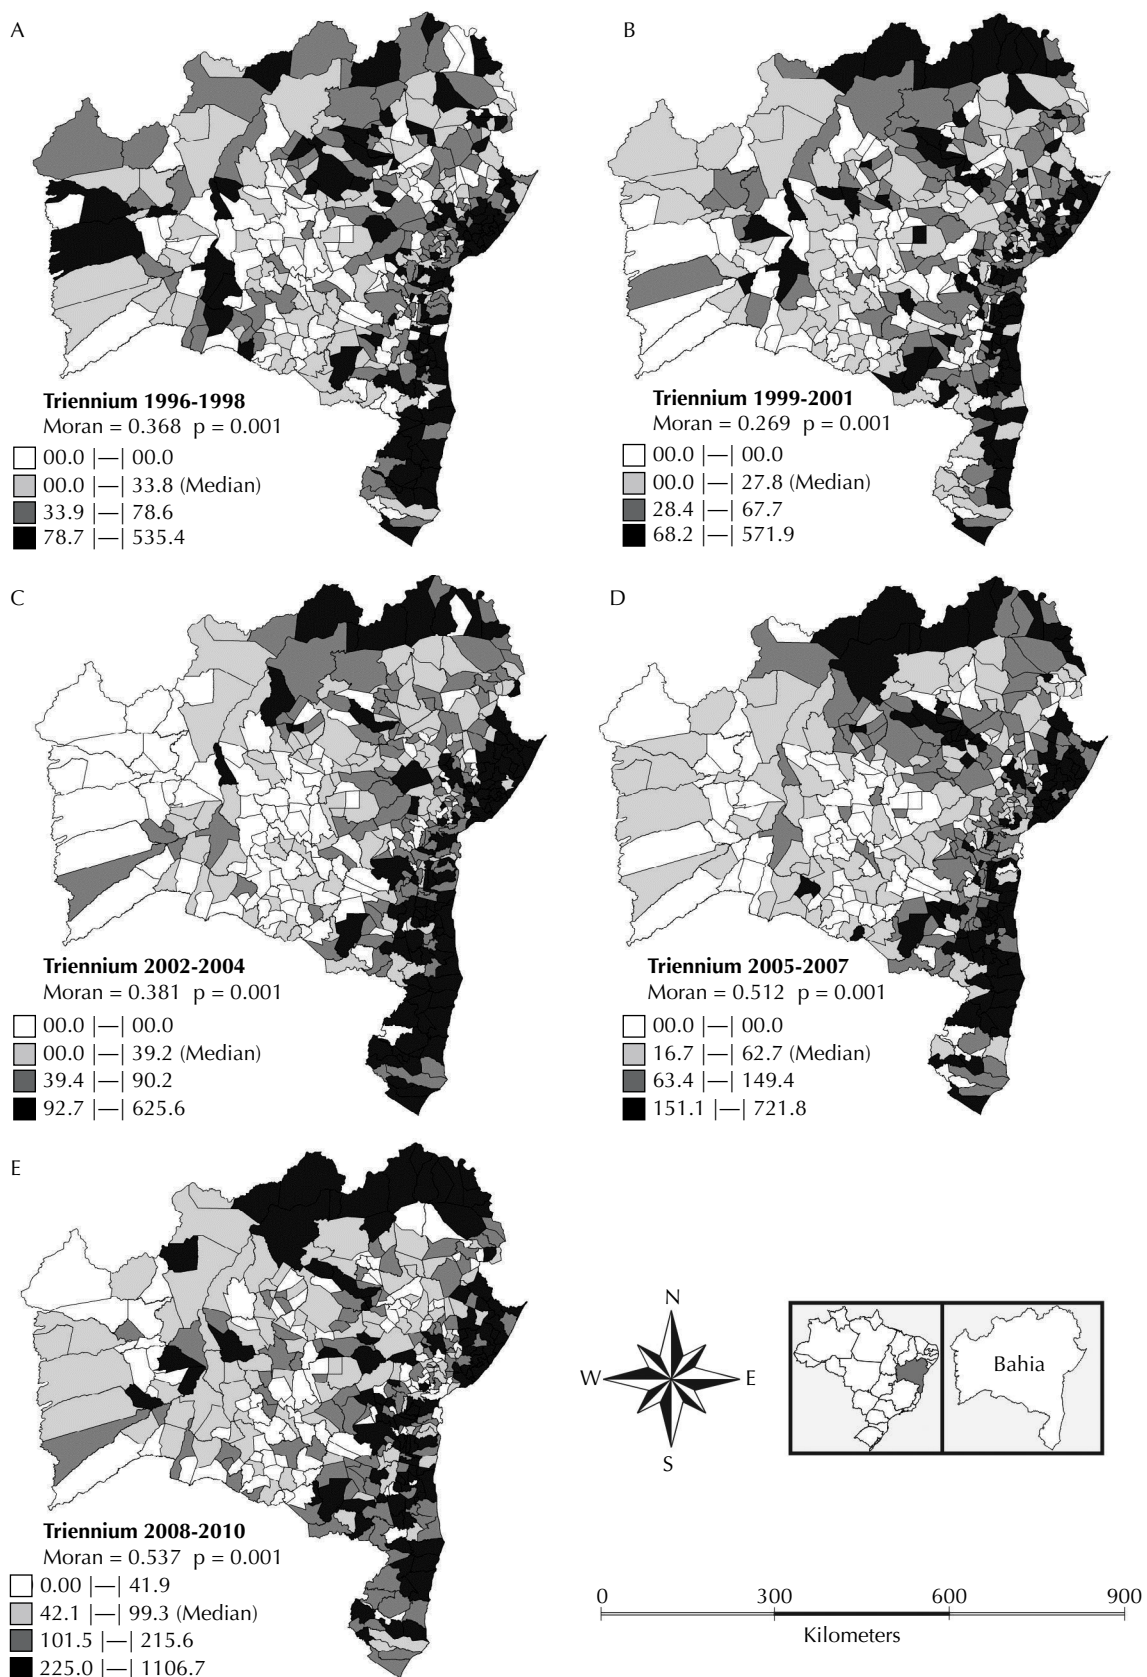 A
Triennium 1996-1998
Moran = 0.368 p = 0.001
00.0 |—| 00.0
00.0 |—| 33.8 (Median)
33.9 |—| 78.6
78.7 |—| 535.4
B
Triennium 1999-2001
Moran = 0.269 p = 0.001
00.0 |—| 00.0
00.0 |—| 27.8 (Median)
28.4 |—| 67.7
68.2 |—| 571.9
C
Triennium 2002-2004
Moran = 0.381 p = 0.001
00.0 |—| 00.0
00.0 |—| 39.2 (Median)
39.4 |—| 90.2
92.7 |—| 625.6
D
Triennium 2005-2007
Moran = 0.512 p = 0.001
00.0 |—| 00.0
16.7 |—| 62.7 (Median)
63.4 |—| 149.4
151.1 |—| 721.8
E
Triennium 2008-2010
Moran = 0.537 p = 0.001
0.00 |—| 41.9
42.1 |—| 99.3 (Median)
101.5 |—| 215.6
225.0 |—| 1106.7
N
W E
S
Bahia
0 300 600 900
Kilometers